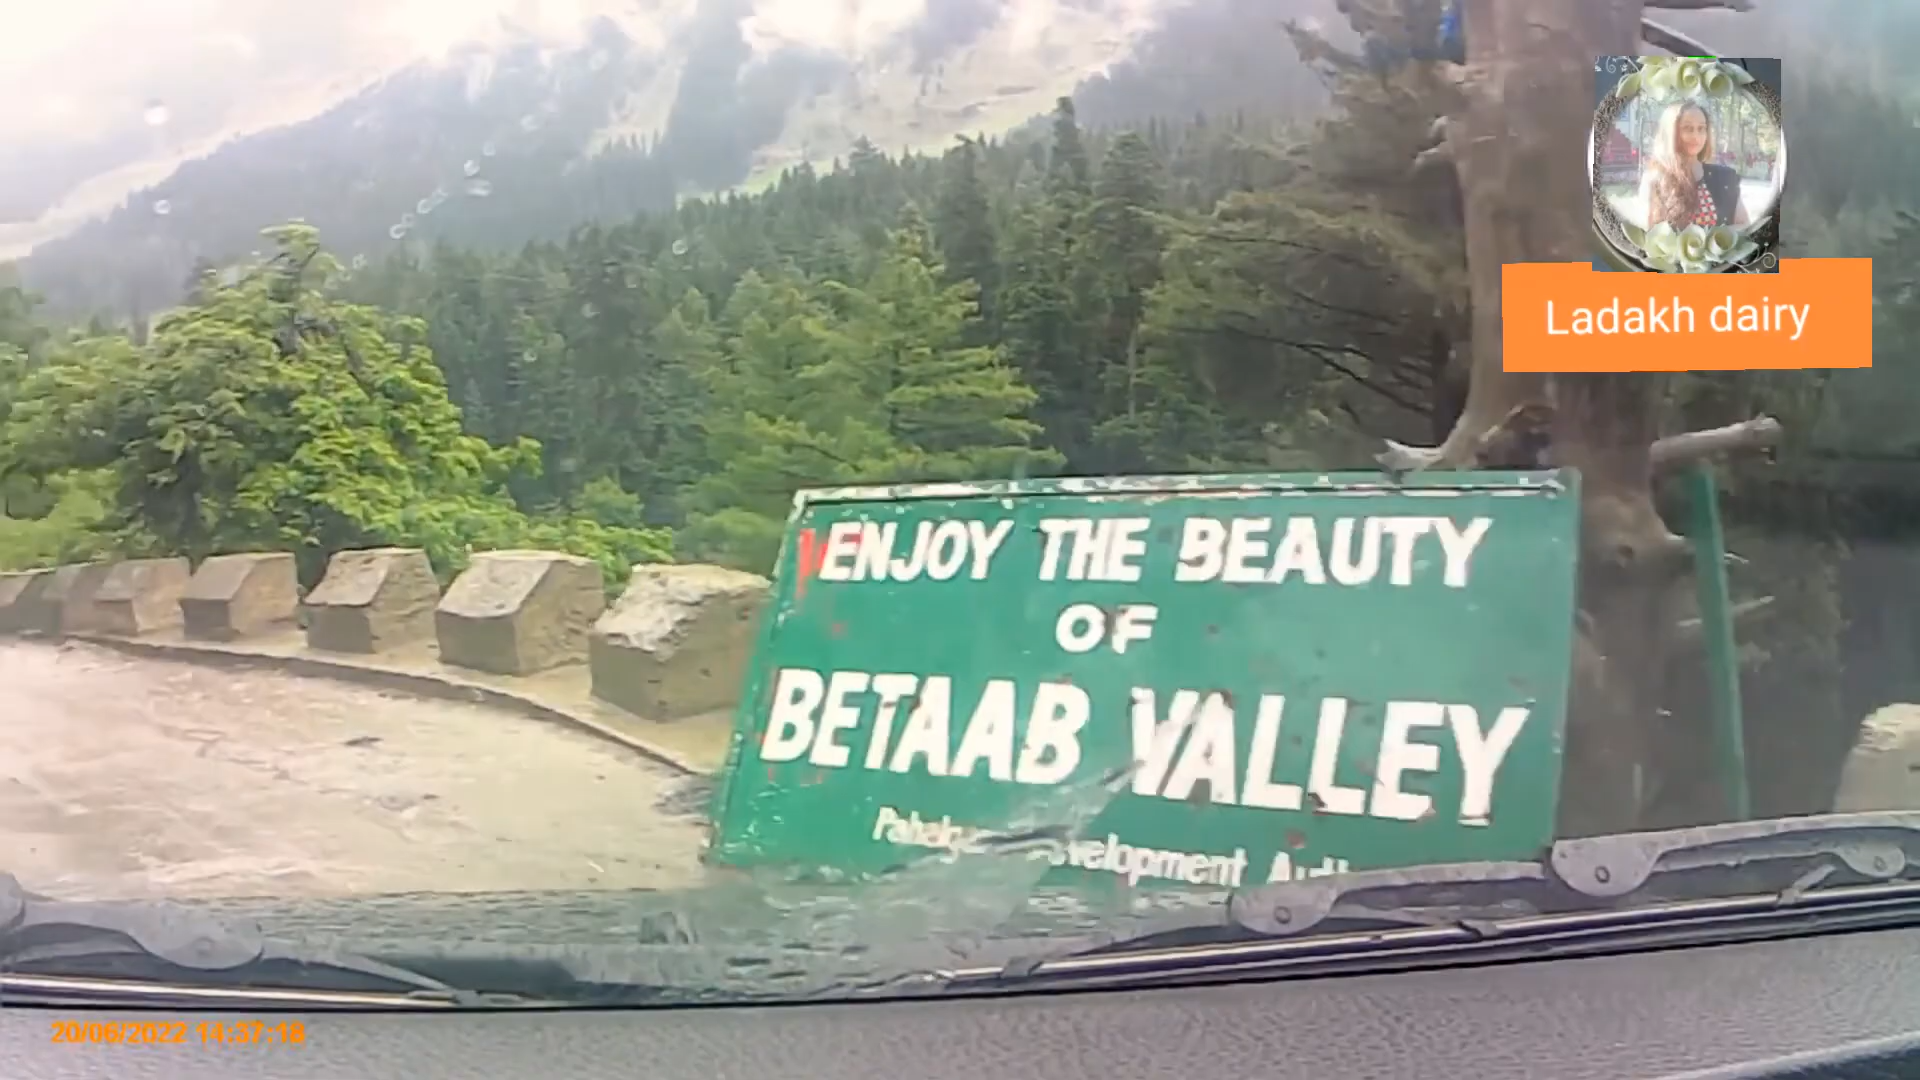 Ladakh dairy
ENJOY THE BEAUTY
OF
BETAAB VALLEY
20/06/2022 14:37:18